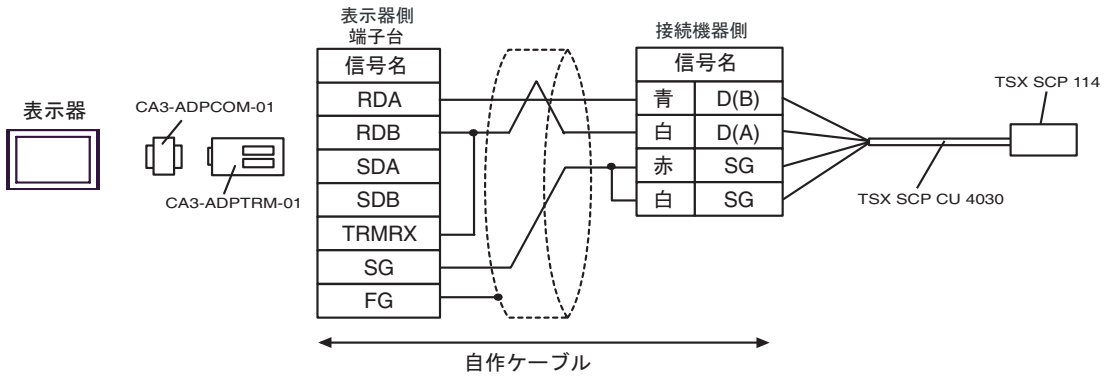 表示器
CA3-ADPCOM-01
CA3-ADPTRM-01
表示器側
端子台
信号名
RDA
RDB
SDA
SDB
TRMRX
SG
FG
接続機器側
信号名
青 D(B)
白 D(A)
赤 SG
白 SG
TSX SCP 114
TSX SCP CU 4030
自作ケーブル